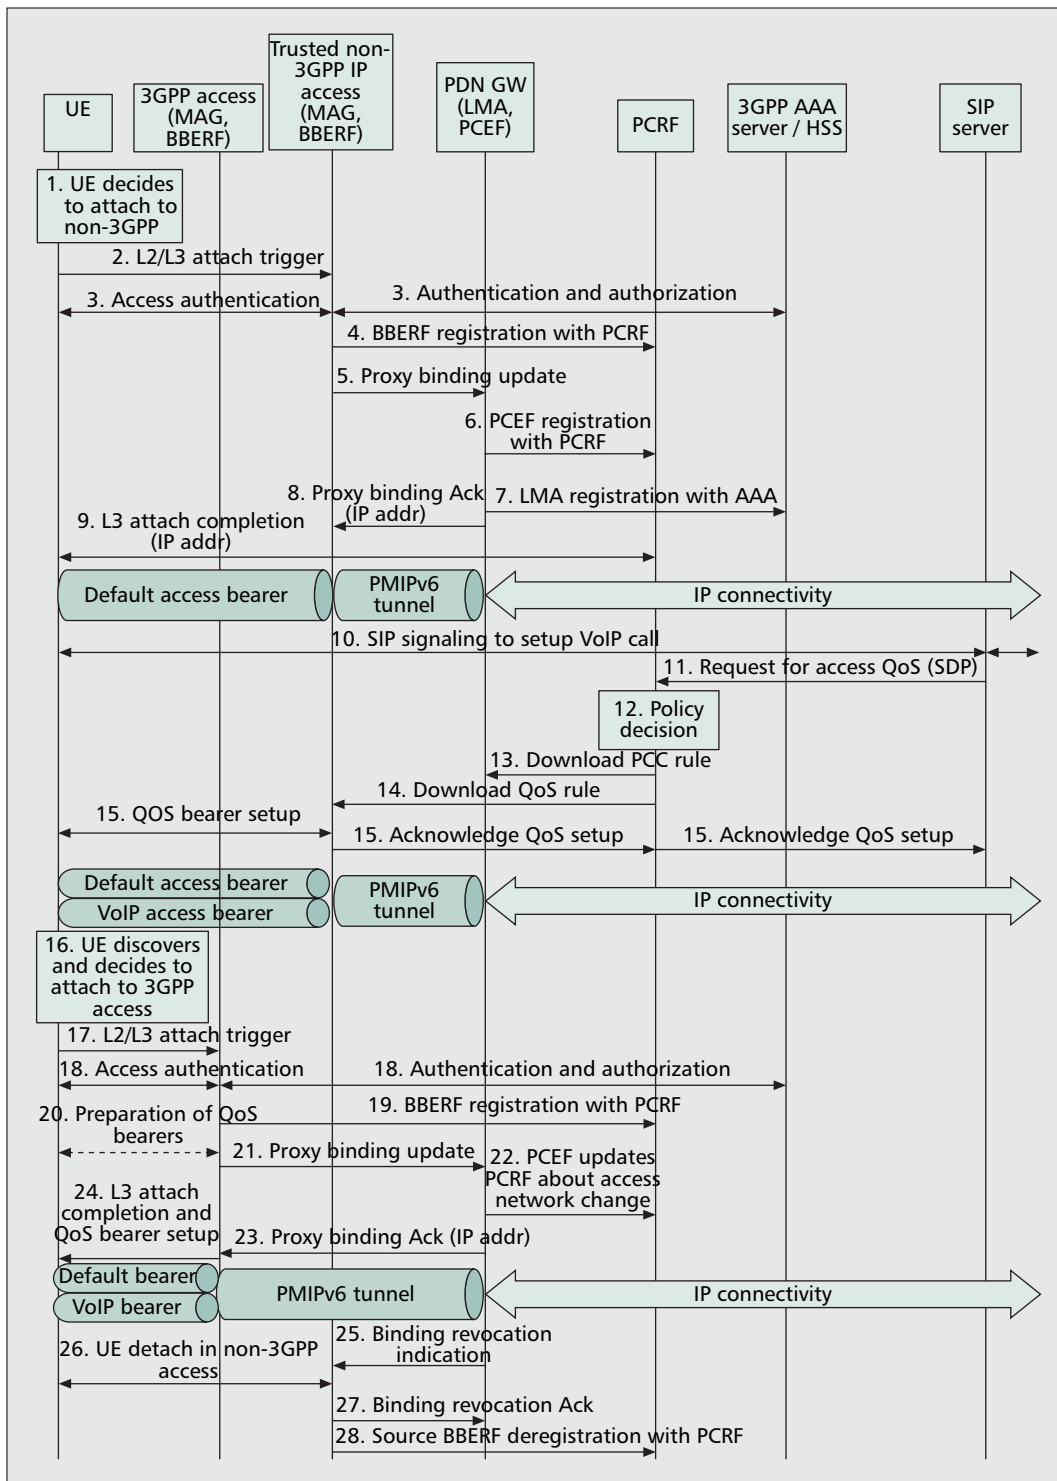 UE
3GPP access
(MAG,
BBERF)
Trusted non-
3GPP IP
access
(MAG,
BBERF)
PDN GW
(LMA,
PCEF)
PCRF
3GPP AAA
server / HSS
SIP
server
1. UE decides
to attach to
non-3GPP
2. L2/L3 attach trigger
3. Access authentication
3. Authentication and authorization
4. BBERF registration with PCRF
5. Proxy binding update
6. PCEF registration
with PCRF
7. LMA registration with AAA
8. Proxy binding Ack
(IP addr)
9. L3 attach completion
(IP addr)
Default access bearer
PMIPv6
tunnel
IP connectivity
10. SIP signaling to setup VoIP call
11. Request for access QoS (SDP)
12. Policy
decision
13. Download PCC rule
14. Download QoS rule
15. QOS bearer setup
15. Acknowledge QoS setup
15. Acknowledge QoS setup
Default access bearer
VoIP access bearer
PMIPv6
tunnel
IP connectivity
16. UE discovers
and decides to
attach to 3GPP
access
17. L2/L3 attach trigger
18. Access authentication
18. Authentication and authorization
19. BBERF registration with PCRF
20. Preparation of QoS
bearers
21. Proxy binding update
22. PCEF updates
PCRF about access
network change
24. L3 attach
completion and
QoS bearer setup
23. Proxy binding Ack (IP addr)
Default bearer
VoIP bearer
PMIPv6 tunnel
IP connectivity
25. Binding revocation
indication
26. UE detach in non-3GPP
access
27. Binding revocation Ack
28. Source BBERF deregistration with PCRF